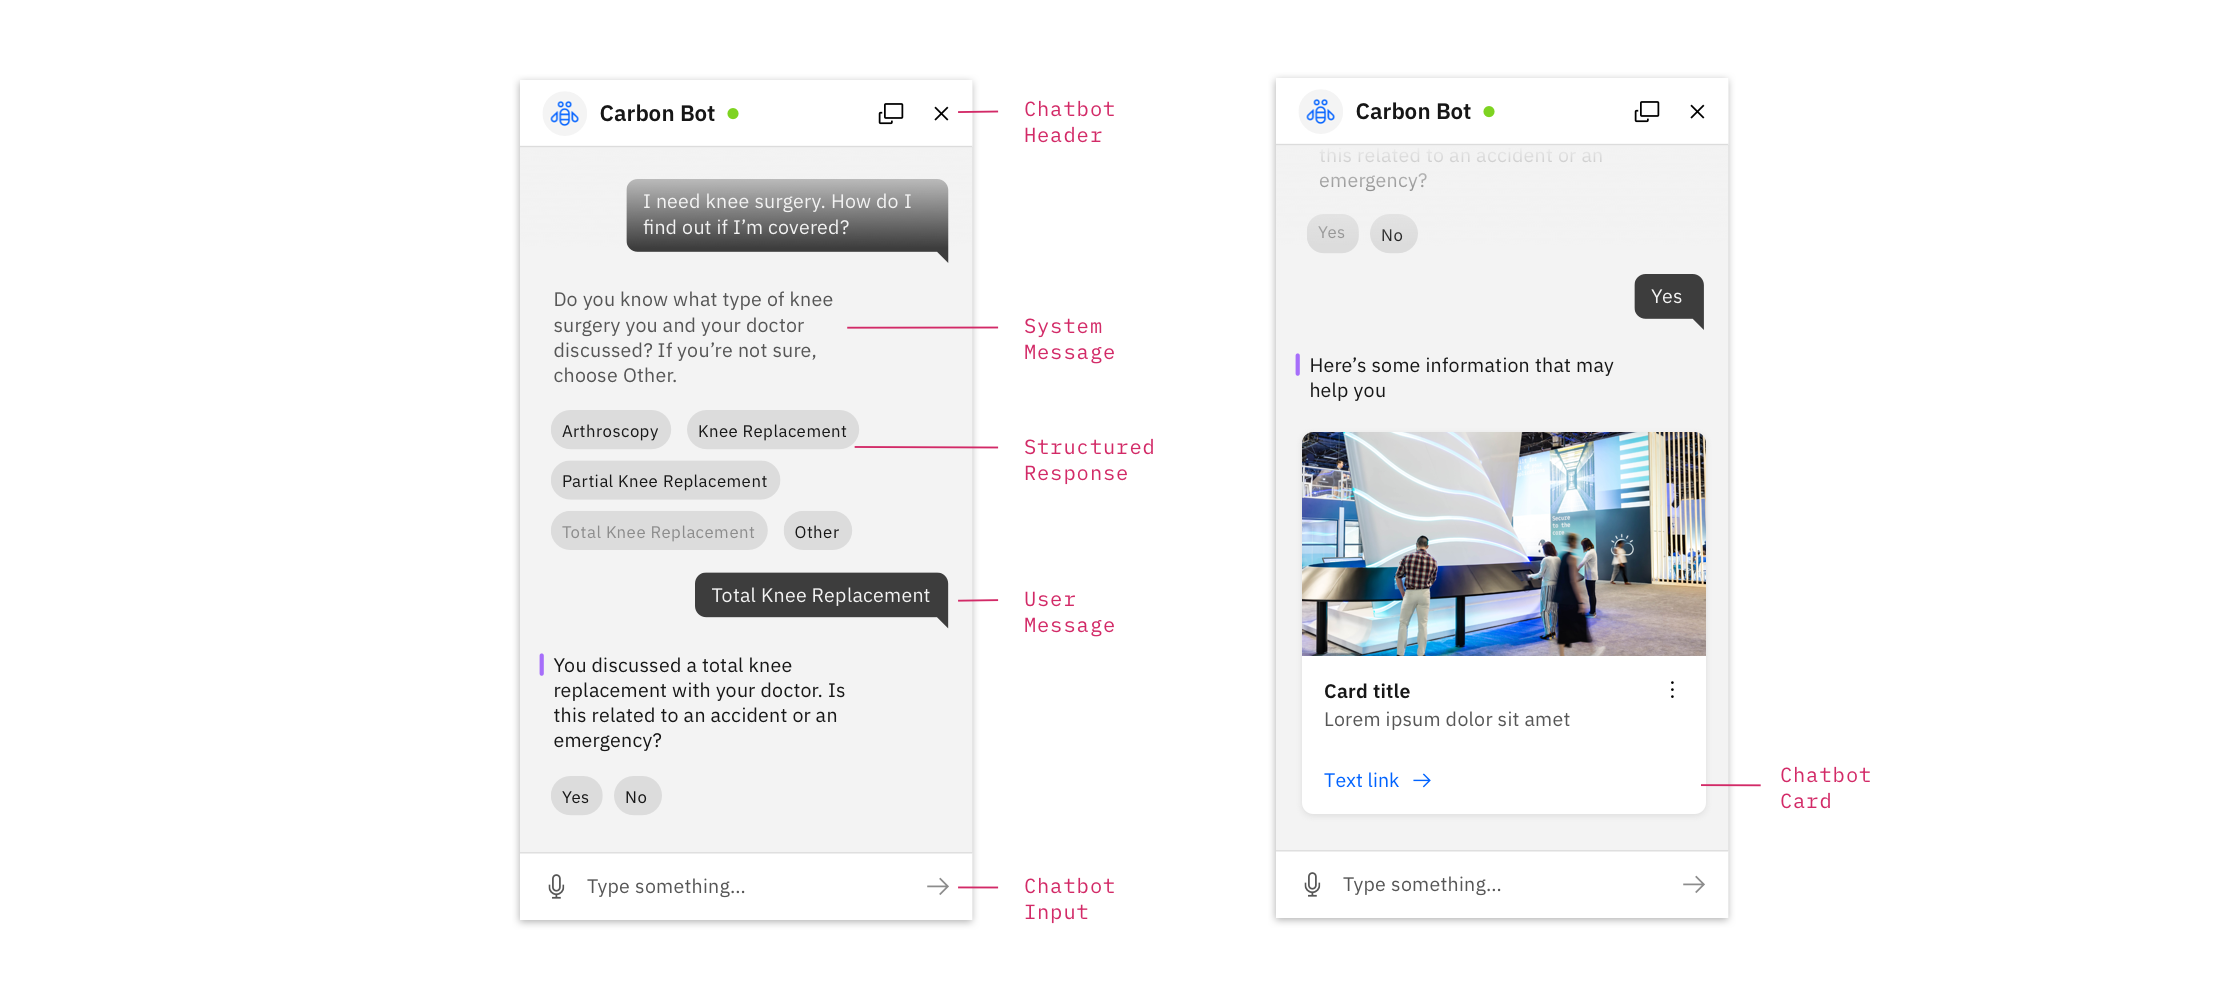 Carbon Bot
I need knee surgery. How do I
find out if I’m covered?
Do you know what type of knee
surgery you and your doctor
discussed? If you’re not sure,
choose Other.
Arthroscopy
Knee Replacement
Partial Knee Replacement
Total Knee Replacement
Other
Total Knee Replacement
You discussed a total knee
replacement with your doctor. Is
this related to an accident or an
emergency?
Yes
No
Type something...
Chatbot
Header
System
Message
Structured
Response
User
Message
Chatbot
Input
Carbon Bot
this related to an accident or an
emergency?
Yes
No
Yes
Here’s some information that may
help you
Secure
to the
core
Card title
Lorem ipsum dolor sit amet
Text link
Type something...
Chatbot
Card